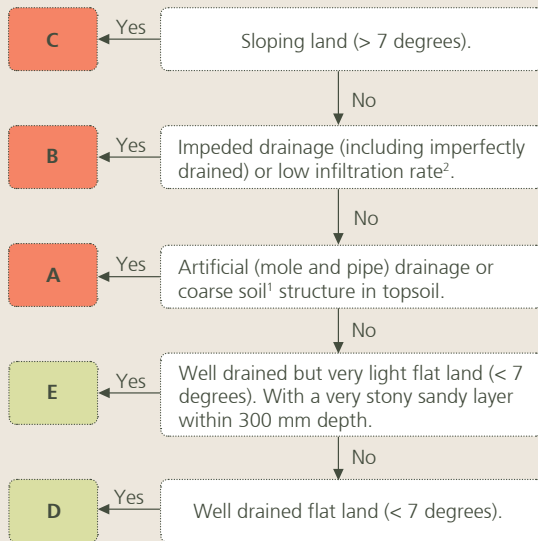 C
Yes
Sloping land (> 7 degrees).
No
B
Yes
Impeded drainage (including imperfectly
drained) or low infiltration rate².
No
A
Yes
Artificial (mole and pipe) drainage or
coarse soil¹ structure in topsoil.
No
E
Yes
Well drained but very light flat land (< 7
degrees). With a very stony sandy layer
within 300 mm depth.
No
D
Yes
Well drained flat land (< 7 degrees).